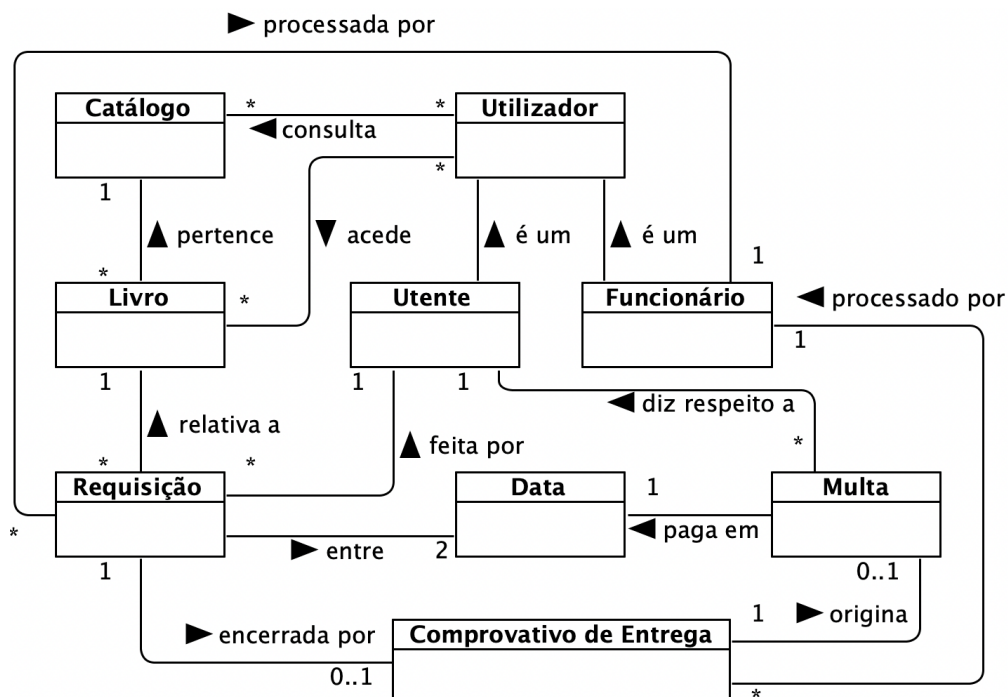 processada por
Catálogo
*
*
Utilizador
consulta
*
1
pertence
acede
é um
é um
1
*
Livro
*
Utente
Funcionário
processado por
1
1
1
1
diz respeito a
relativa a
feita por
*
*
*
Requisição
Data
1
Multa
*
entre
2
paga em
1
0..1
encerrada por
Comprovativo de Entrega
1
origina
0..1
*